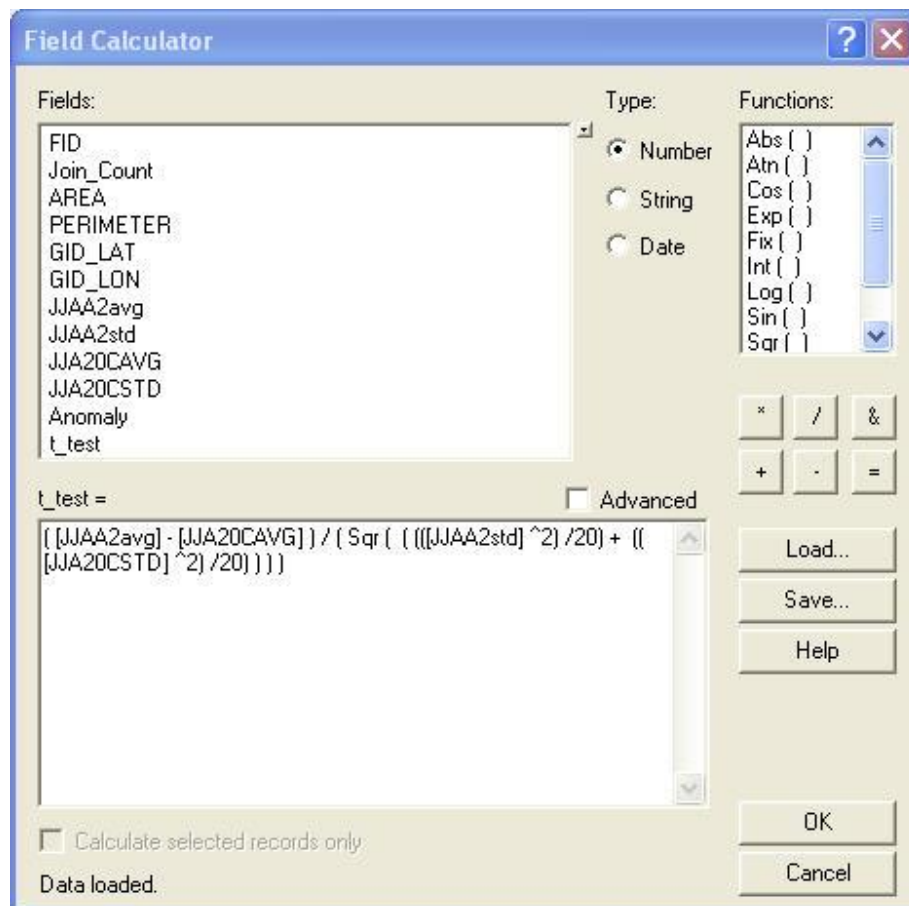 Field Calculator
Fields:
FID
Join_Count
AREA
PERIMETER
GID_LAT
GID_LON
JJAA2avg
JJAA2std
JJA20CAVG
JJA20CSTD
Anomaly
t_test
Type:
Number
String
Date
Functions:
Abs ( )
Atn ( )
Cos ( )
Exp ( )
Fix ( )
Int ( )
Log ( )
Sin ( )
Sqr ( )
* / &
+ - =
t_test =
Advanced
( [JJAA2avg] - [JJA20CAVG] ) / ( Sqr (  ( (([JJAA2std] ^2) /20) +  ((
[JJA20CSTD] ^2) /20) ) ) )
Load...
Save...
Help
Calculate selected records only
Data loaded.
OK
Cancel